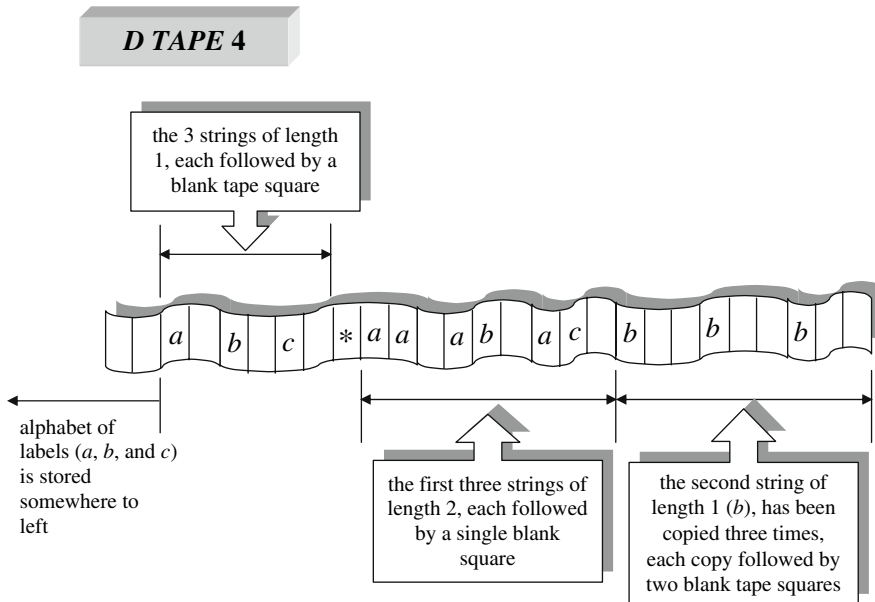 D TAPE 4
the 3 strings of length
1, each followed by a
blank tape square
a b c * a a a b a c b b b
alphabet of
labels (a, b, and c)
is stored
somewhere to
left
the first three strings of
length 2, each followed
by a single blank
square
the second string of
length 1 (b), has been
copied three times,
each copy followed by
two blank tape squares